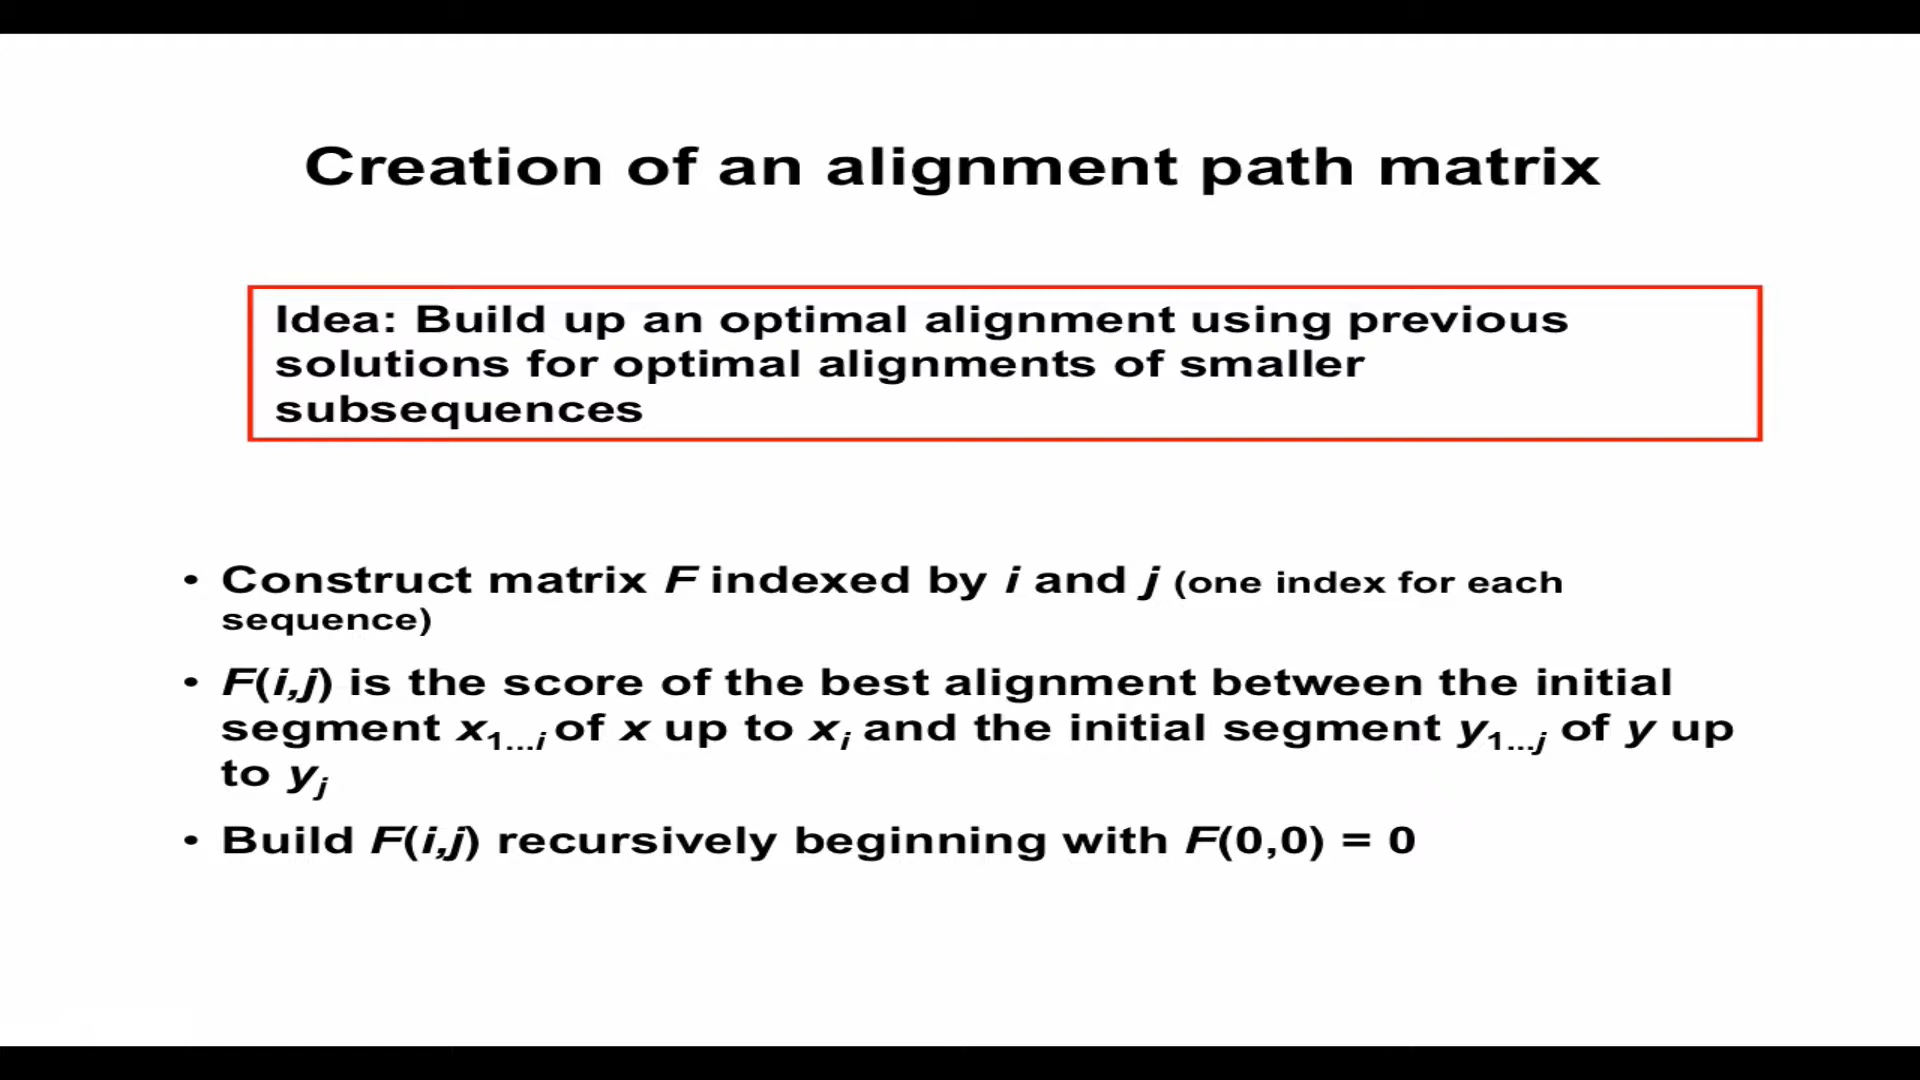 Creation of an alignment path matrix
Idea: Build up an optimal alignment using previous
solutions for optimal alignments of smaller
subsequences
• Construct matrix F indexed by i and j (one index for each
sequence)
• F(i,j) is the score of the best alignment between the initial
segment x1...i of x up to xi and the initial segment y1...j of y up
to yj
• Build F(i,j) recursively beginning with F(0,0) = 0